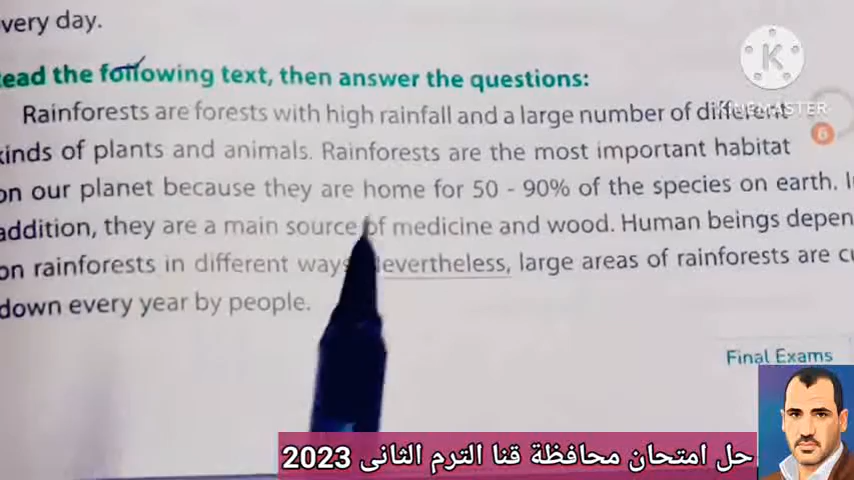 very day.
ead the following text, then answer the questions:
Rainforests are forests with high rainfall and a large number of different
kinds of plants and animals. Rainforests are the most important habitat
on our planet because they are home for 50 - 90% of the species on earth. I
addition, they are a main source of medicine and wood. Human beings depen
on rainforests in different ways Nevertheless, large areas of rainforests are cu
down every year by people.
Final Exams
حل امتحان محافظة قنا الترم الثانى 2023
K
KINEMASTER
6